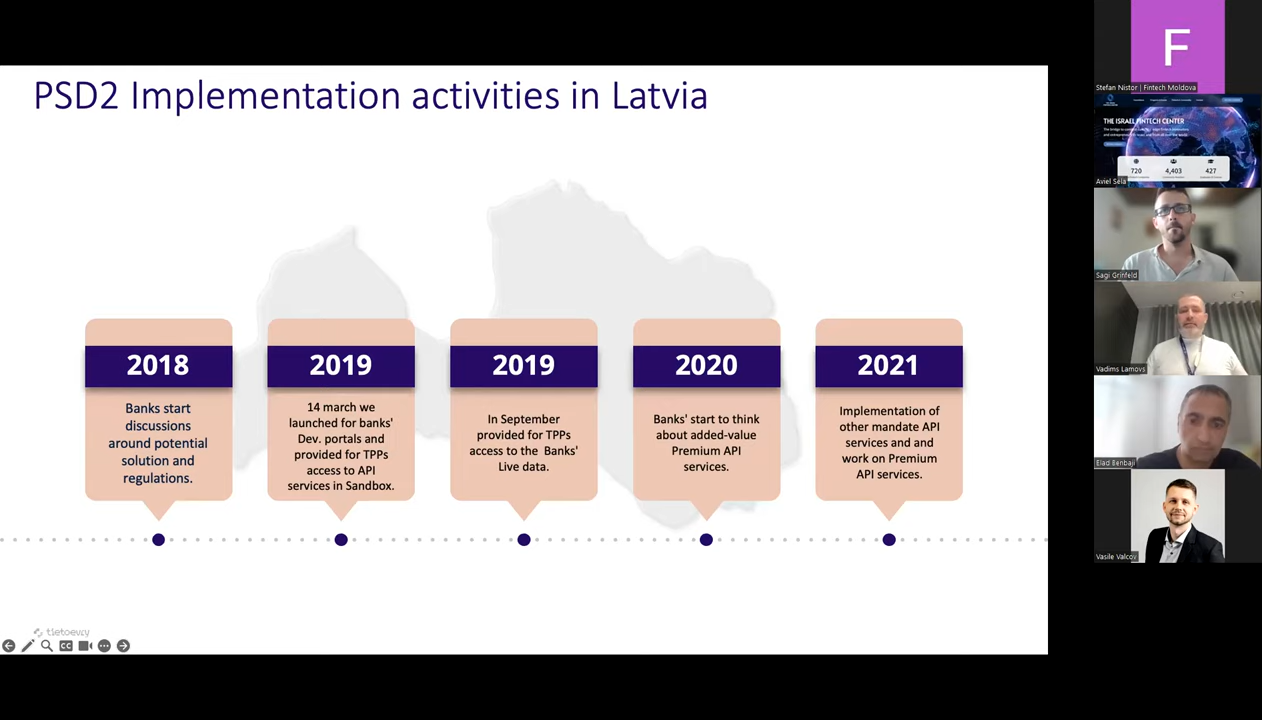 PSD2 Implementation activities in Latvia
2018
Banks start
discussions
around potential
solution and
regulations.
2019
14 march we
launched for banks'
Dev. portals and
provided for TPPs
access to API
services in Sandbox.
2019
In September
provided for TPPs
access to the Banks'
Live data.
2020
Banks' start to think
about added-value
Premium API
services.
2021
Implementation of
other mandate API
services and and
work on Premium
API services.
tietoevry
CC
F
Stefan Nistor | Fintech Moldova
THE ISRAEL FINTECH CENTER
720
4,403
427
Aviel Sela
Sagi Grinfeld
Vadims Lamovs
Elad Benbaji
Vasile Valcov